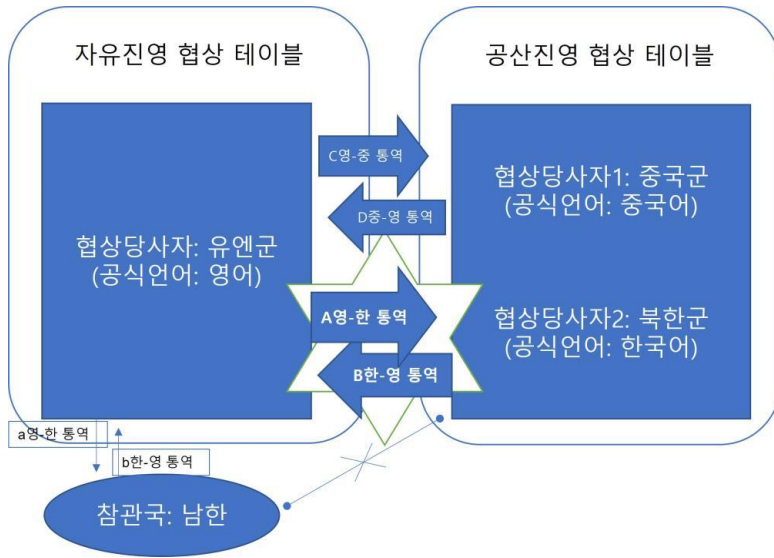 자유진영 협상 테이블
공산진영 협상 테이블
협상당사자: 유엔군
(공식언어: 영어)
C영-중 통역
D중-영 통역
A영-한 통역
B한-영 통역
협상당사자1: 중국군
(공식언어: 중국어)
협상당사자2: 북한군
(공식언어: 한국어)
a영-한 통역
b한-영 통역
참관국: 남한